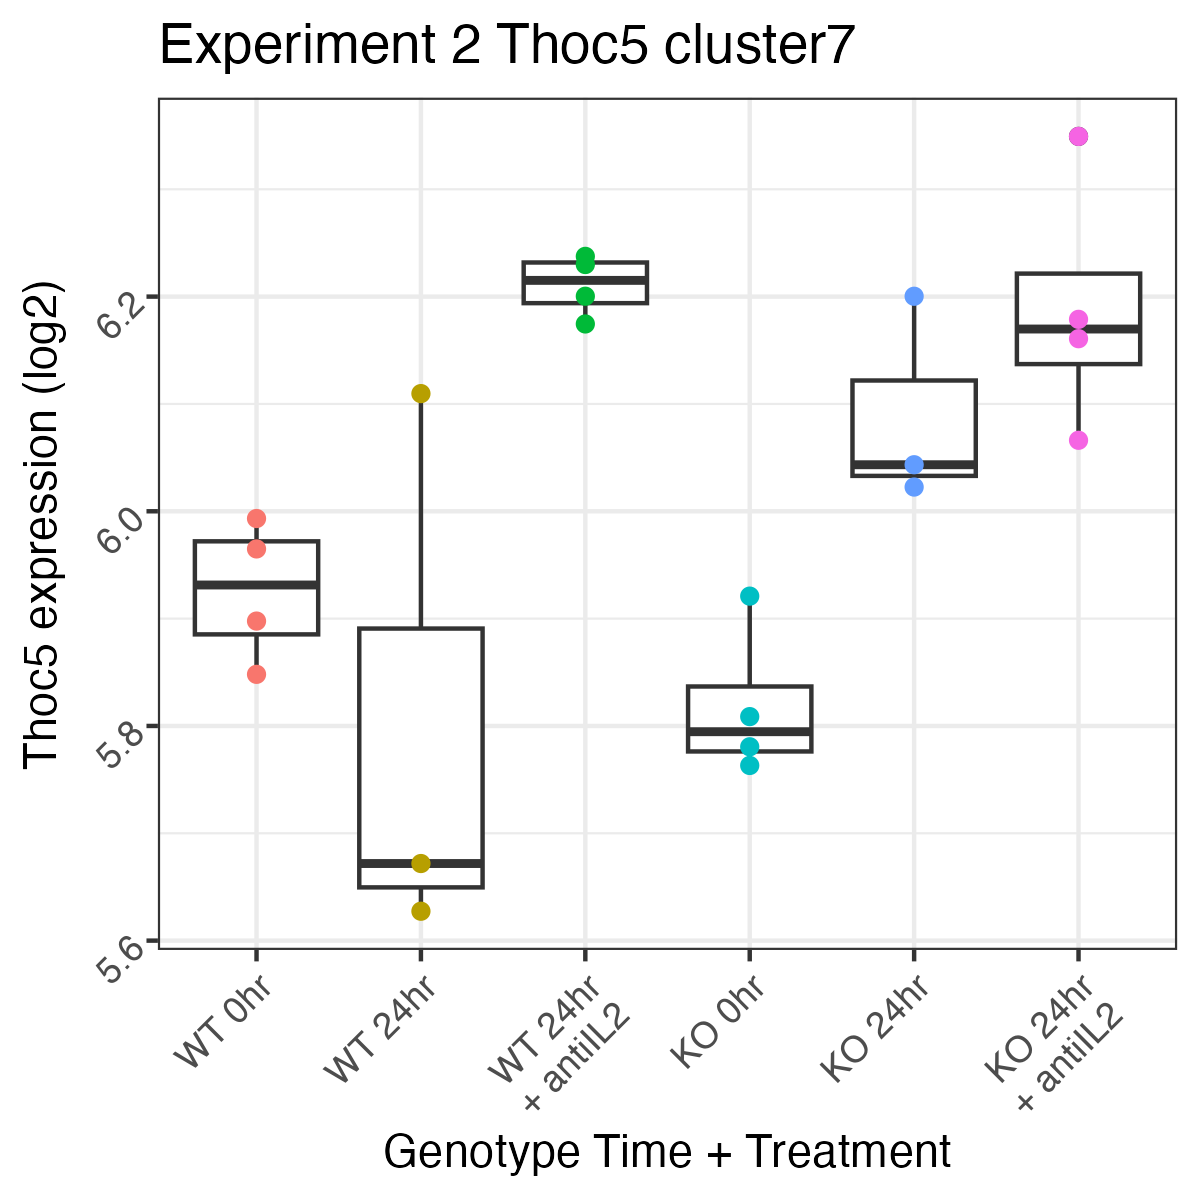 Experiment 2 Thoc5 cluster7
Thoc5 expression (log2)
6.2
6.0
5.8
5.6
WT 0hr
WT 24hr
WT 24hr
+ antiIL2
KO 0hr
KO 24hr
KO 24hr
+ antiIL2
Genotype Time + Treatment